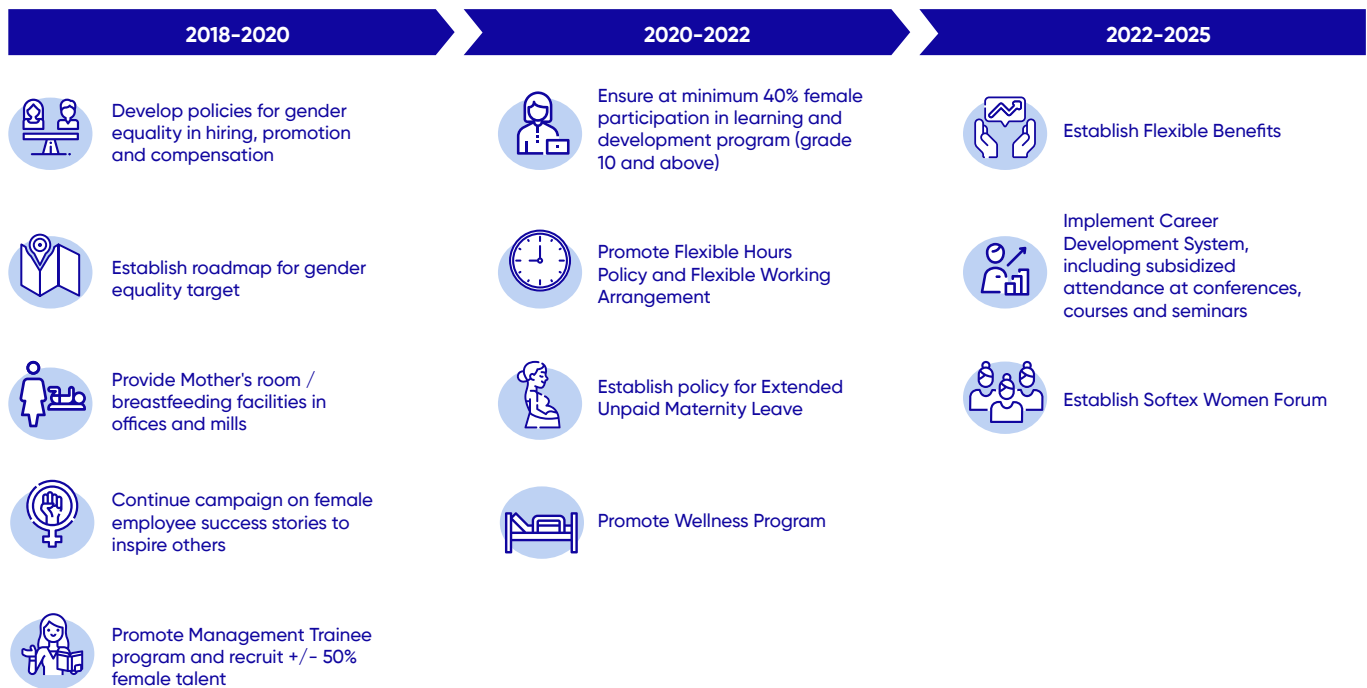 2018-2020
Develop policies for gender
equality in hiring, promotion
and compensation
Establish roadmap for gender
equality target
Provide Mother's room /
breastfeeding facilities in
offices and mills
Continue campaign on female
employee success stories to
inspire others
Promote Management Trainee
program and recruit +/- 50%
female talent
2020-2022
Ensure at minimum 40% female
participation in learning and
development program (grade
10 and above)
Promote Flexible Hours
Policy and Flexible Working
Arrangement
Establish policy for Extended
Unpaid Maternity Leave
Promote Wellness Program
2022-2025
Establish Flexible Benefits
Implement Career
Development System,
including subsidized
attendance at conferences,
courses and seminars
Establish Softex Women Forum